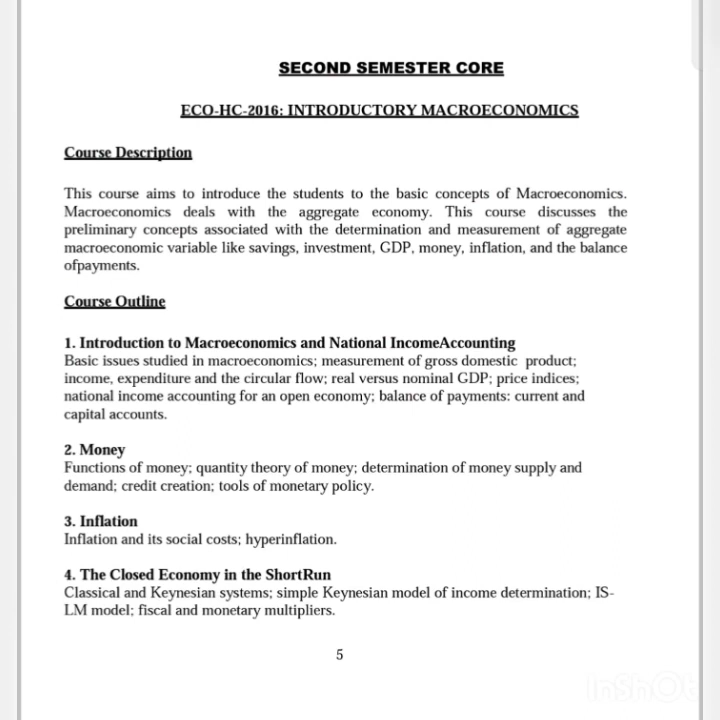 SECOND SEMESTER CORE
ECO-HC-2016: INTRODUCTORY MACROECONOMICS
Course Description
This course aims to introduce the students to the basic concepts of Macroeconomics.
Macroeconomics deals with the aggregate economy. This course discusses the
preliminary concepts associated with the determination and measurement of aggregate
macroeconomic variable like savings, investment, GDP, money, inflation, and the balance
ofpayments.
Course Outline
1. Introduction to Macroeconomics and National IncomeAccounting
Basic issues studied in macroeconomics; measurement of gross domestic product;
income, expenditure and the circular flow; real versus nominal GDP; price indices;
national income accounting for an open economy; balance of payments: current and
capital accounts.
2. Money
Functions of money; quantity theory of money; determination of money supply and
demand; credit creation; tools of monetary policy.
3. Inflation
Inflation and its social costs; hyperinflation.
4. The Closed Economy in the ShortRun
Classical and Keynesian systems; simple Keynesian model of income determination; IS-
LM model; fiscal and monetary multipliers.
5
InShOt